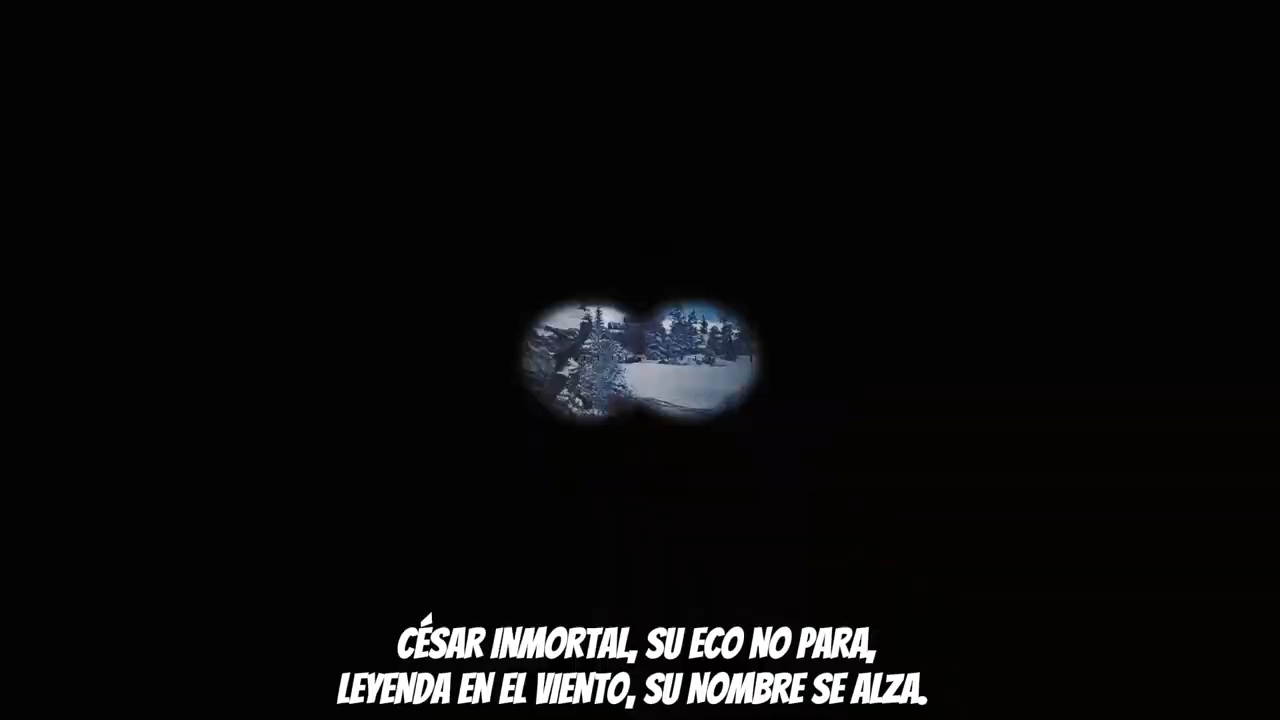 CÉSAR INMORTAL, SU ECO NO PARA,
LEYENDA EN EL VIENTO, SU NOMBRE SE ALZA.